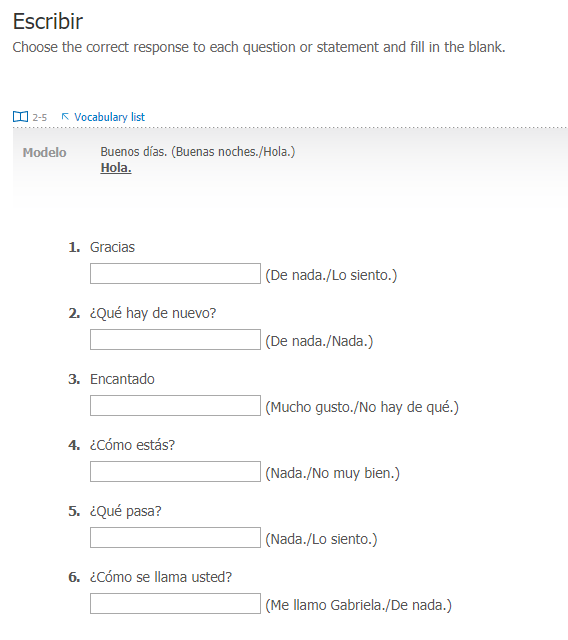 Escribir
Choose the correct response to each question or statement and fill in the blank.
2-5 Vocabulary list
Modelo Buenos días. (Buenas noches./Hola.)
Hola.
1. Gracias
(De nada./Lo siento.)
2. ¿Qué hay de nuevo?
(De nada./Nada.)
3. Encantado
(Mucho gusto./No hay de qué.)
4. ¿Cómo estás?
(Nada./No muy bien.)
5. ¿Qué pasa?
(Nada./Lo siento.)
6. ¿Cómo se llama usted?
(Me llamo Gabriela./De nada.)